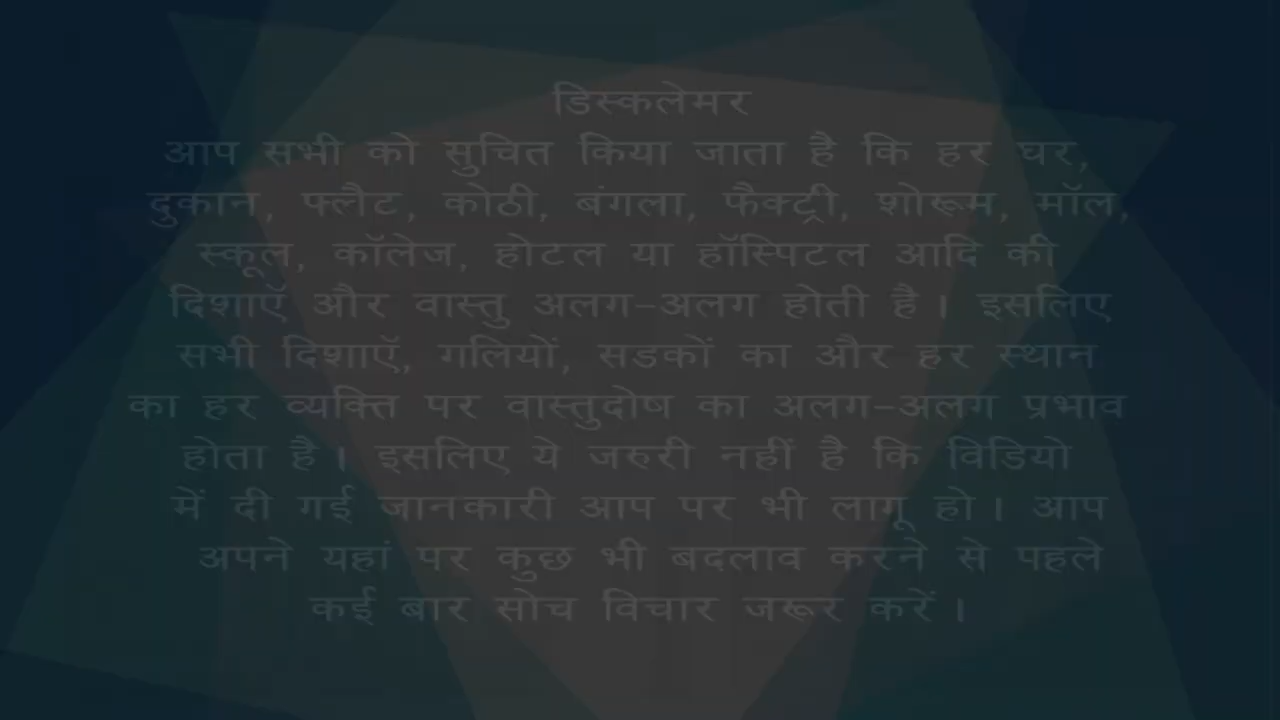 डिस्कलेमर
आप सभी को सुचित किया जाता है कि हर घर,
दुकान, फ्लैट, कोठी, बंगला, फैक्ट्री, शोरूम, मॉल,
स्कूल, कॉलेज, होटल या हॉस्पिटल आदि की
दिशाएॅ और वास्तु अलग–अलग होती है। इसलिए
सभी दिशाएॅ, गलियों, सडकों का और हर स्थान
का हर व्यक्ति पर वास्तुदोष का अलग–अलग प्रभाव
होता है। इसलिए ये जरुरी नहीं है कि विडियो
में दी गई जानकारी आप पर भी लागू हो। आप
अपने यहां पर कुछ भी बदलाव करने से पहले
कई बार सोच विचार जरूर करें।